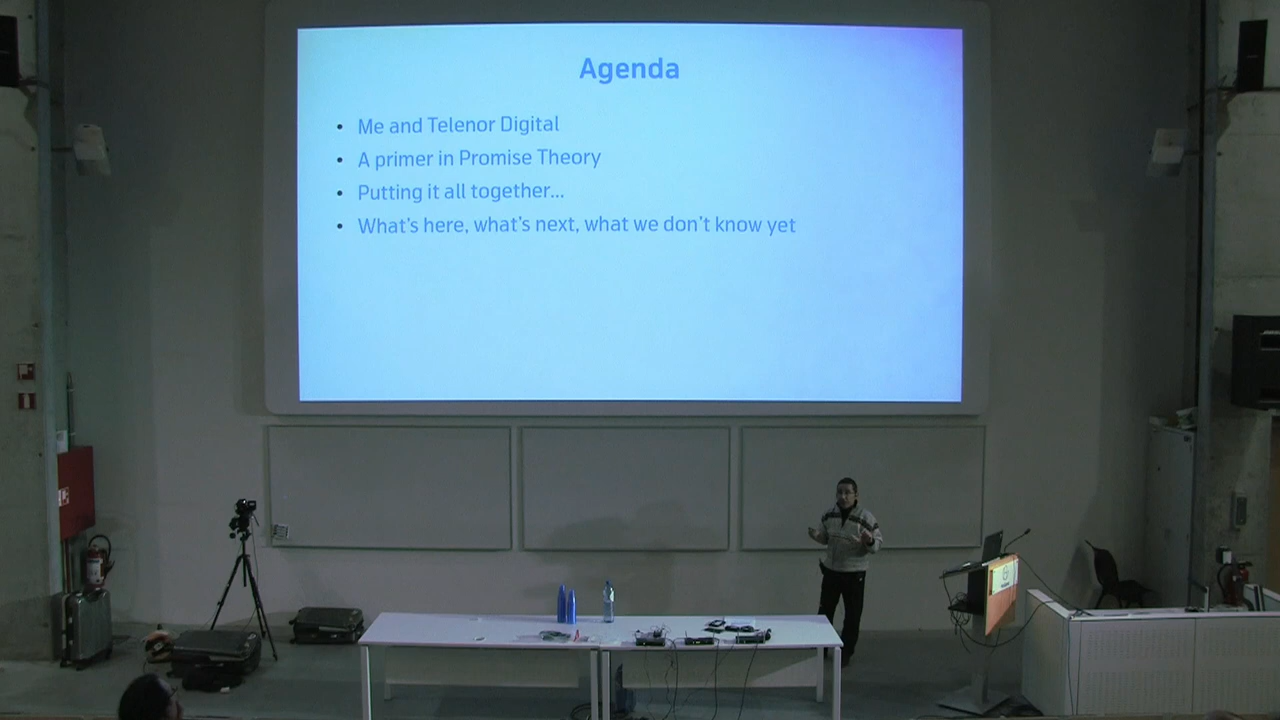 Agenda
• Me and Telenor Digital
• A primer in Promise Theory
• Putting it all together...
• What's here, what's next, what we don't know yet